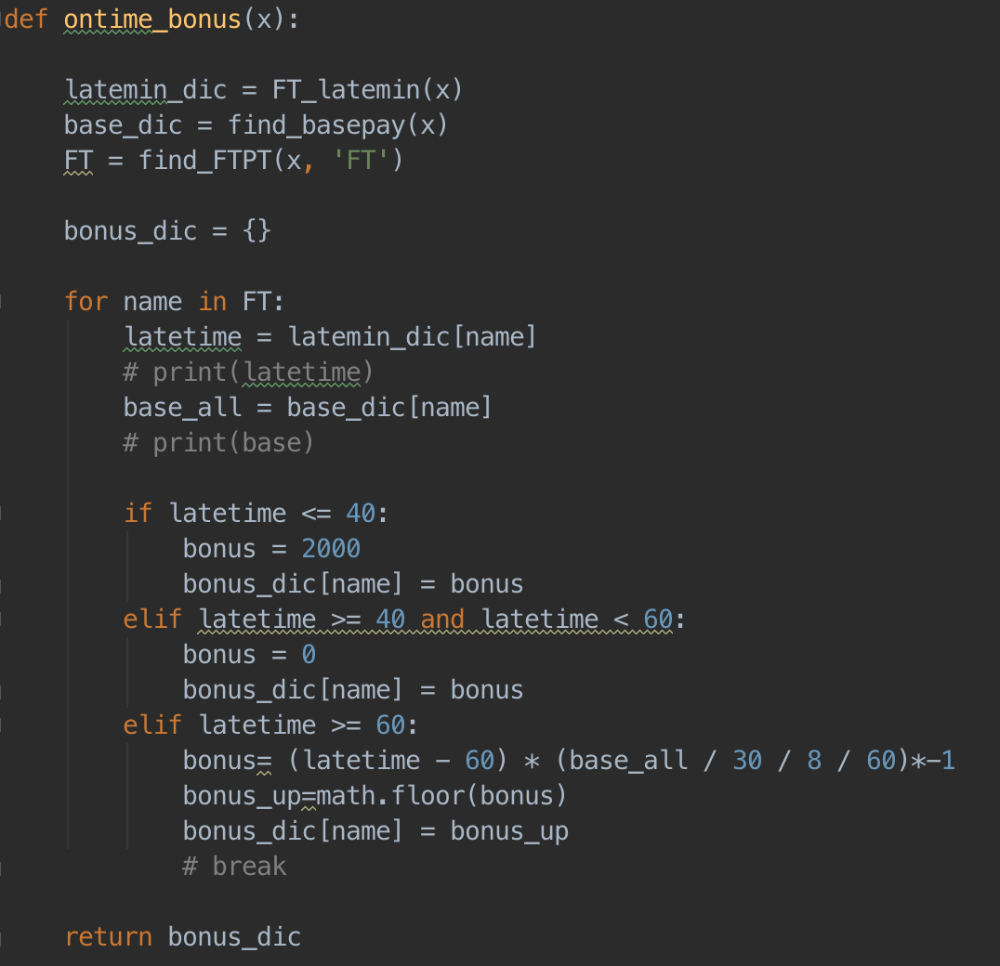 def ontime_bonus(x):
latemin_dic = FT_latemin(x)
base_dic = find_basepay(x)
FT = find_FTPT(x, 'FT')
bonus_dic = {}
for name in FT:
latetime = latemin_dic[name]
# print(latetime)
base_all = base_dic[name]
# print(base)
if latetime <= 40:
bonus = 2000
bonus_dic[name] = bonus
elif latetime >= 40 and latetime < 60:
bonus = 0
bonus_dic[name] = bonus
elif latetime >= 60:
bonus= (latetime - 60) * (base_all / 30 / 8 / 60)*-1
bonus_up=math.floor(bonus)
bonus_dic[name] = bonus_up
# break
return bonus_dic